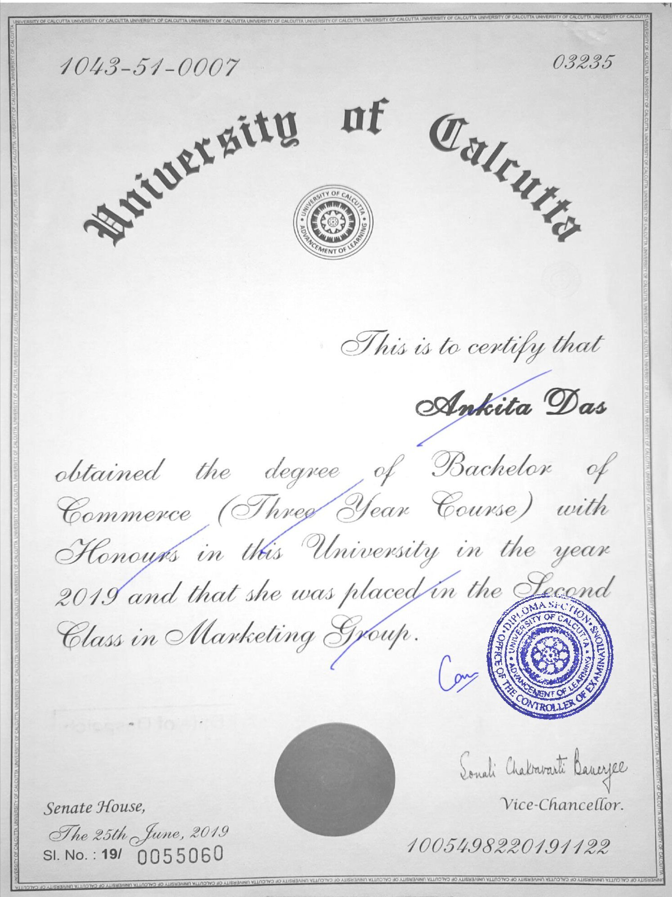 1043-51-0007
03235
University of Calcutta
UNIVERSITY OF CALCUTTA
ADVANCEMENT OF LEARNING
This is to certify that
Ankita Das
obtained the degree of Bachelor of
Commerce (Three Year Course) with
Honours in this University in the year
2019 and that she was placed in the Second
Class in Marketing Group.
DIPLOMA SECTION
OFFICE OF THE CONTROLLER OF EXAMINATIONS
UNIVERSITY OF CALCUTTA
ADVANCEMENT OF LEARNING
Sonali Chakravarti Banerjee
Vice-Chancellor.
Senate House,
The 25th June, 2019
Sl. No. : 19/ 0055060
1005498220191122